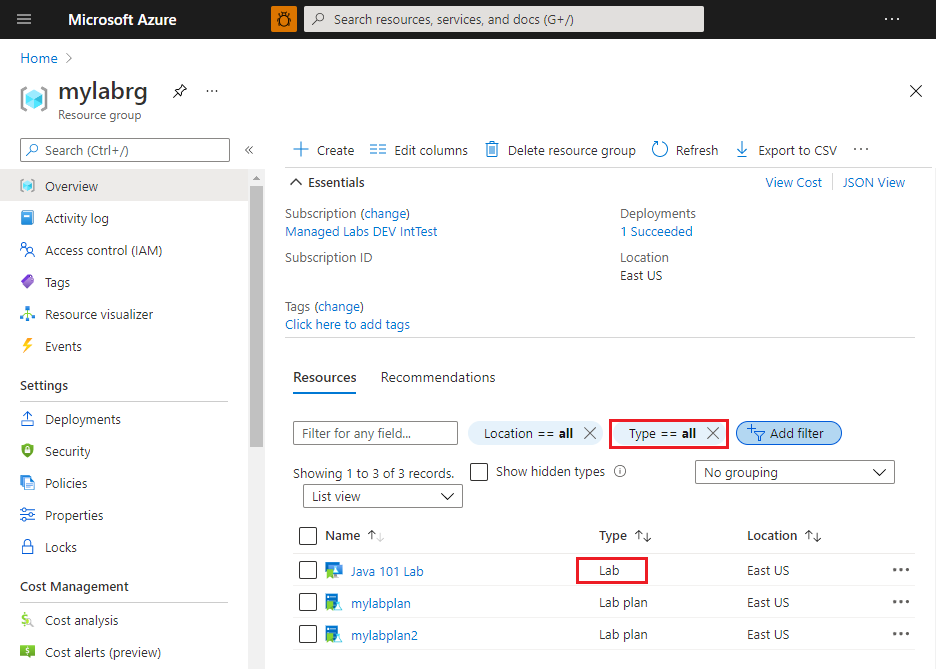 Microsoft Azure
Search resources, services, and docs (G+/)
Home
mylabrg
Resource group
Search (Ctrl+/)
Overview
Activity log
Access control (IAM)
Tags
Resource visualizer
Events
Settings
Deployments
Security
Policies
Properties
Locks
Cost Management
Cost analysis
Cost alerts (preview)
Create Edit columns Delete resource group Refresh Export to CSV
Essentials View Cost JSON View
Subscription (change)
Managed Labs DEV IntTest
Subscription ID
Deployments
1 Succeeded
Location
East US
Tags (change)
Click here to add tags
Resources Recommendations
Filter for any field... Location == all Type == all Add filter
Showing 1 to 3 of 3 records. Show hidden types No grouping
List view
Name Type Location
Java 101 Lab Lab East US
mylabplan Lab plan East US
mylabplan2 Lab plan East US